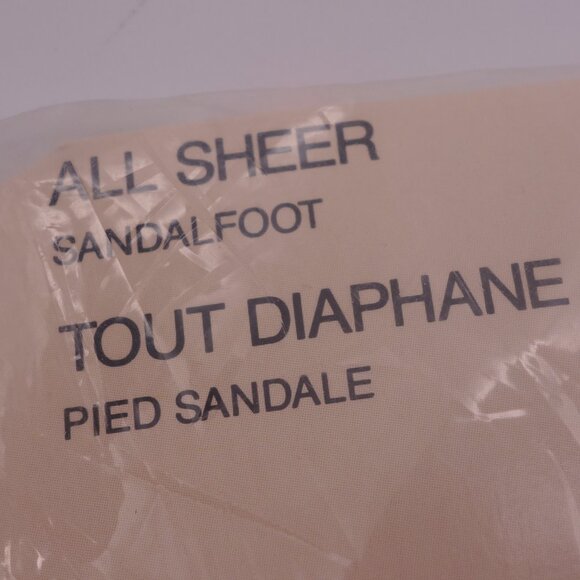 ALL SHEER
SANDALFOOT
TOUT DIAPHANE
PIED SANDALE